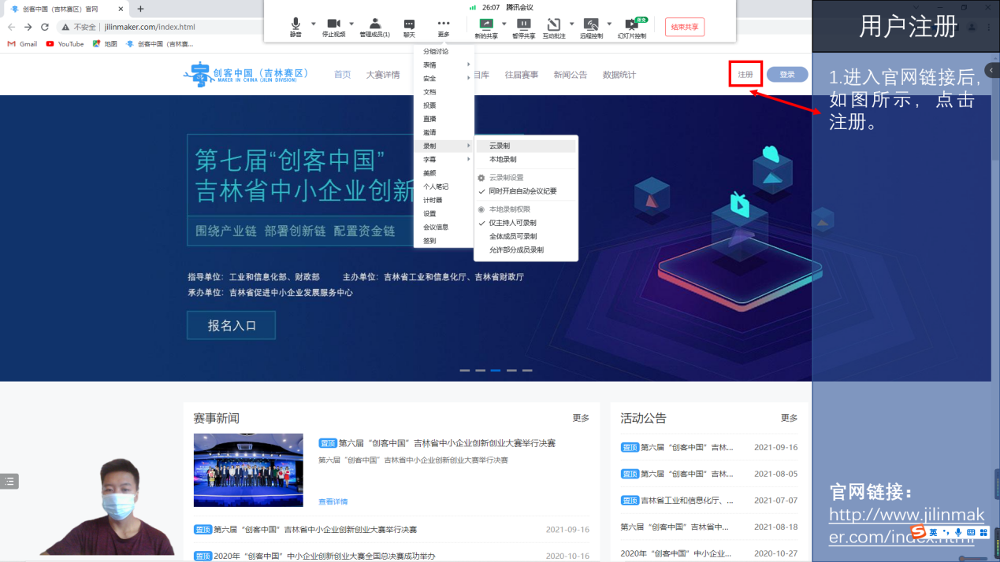 创客中国（吉林赛区）官网
26:07 腾讯会议
不安全 | jilinmaker.com/index.html
Gmail YouTube 地图 创客中国（吉林赛...
静音 停止视频 管理成员(1) 聊天 更多 新的共享 暂停共享 互动批注 远程控制 幻灯片控制 结束共享
用户注册
1.进入官网链接后,
如图所示，点击
注册。
官网链接：
http://www.jilinmak
er.com/index.html
英
创客中国（吉林赛区）
MAKER IN CHINA (JILIN DIVISION)
首页 大赛详情 目库 往届赛事 新闻公告 数据统计 注册 登录
分组讨论
表情
安全
文档
投票
直播
邀请
录制
字幕
美颜
个人笔记
计时器
设置
会议信息
签到
云录制
本地录制
云录制设置
同时开启自动会议纪要
本地录制权限
仅主持人可录制
全体成员可录制
允许部分成员录制
第七届“创客中国”
吉林省中小企业创新
围绕产业链 部署创新链 配置资金链
指导单位：工业和信息化部、财政部 主办单位：吉林省工业和信息化厅、吉林省财政厅
承办单位：吉林省促进中小企业发展服务中心
报名入口
赛事新闻 更多
置顶 第六届“创客中国”吉林省中小企业创新创业大赛举行决赛
第六届“创客中国”吉林省中小企业创新创业大赛举行决赛
查看详情
置顶 第六届“创客中国”吉林省中小企业创新创业大赛举行决赛 2021-09-16
置顶 2020年“创客中国”中小企业创新创业大赛全国总决赛成功举办 2020-10-16
活动公告 更多
置顶 第六届“创客中国”吉林... 2021-09-16
置顶 第六届“创客中国”吉林... 2021-08-05
置顶 吉林省工业和信息化厅、... 2021-07-07
第六届“创客中国”吉林省中... 2021-08-18
2020年“创客中国”中小企业... 2020-10-27